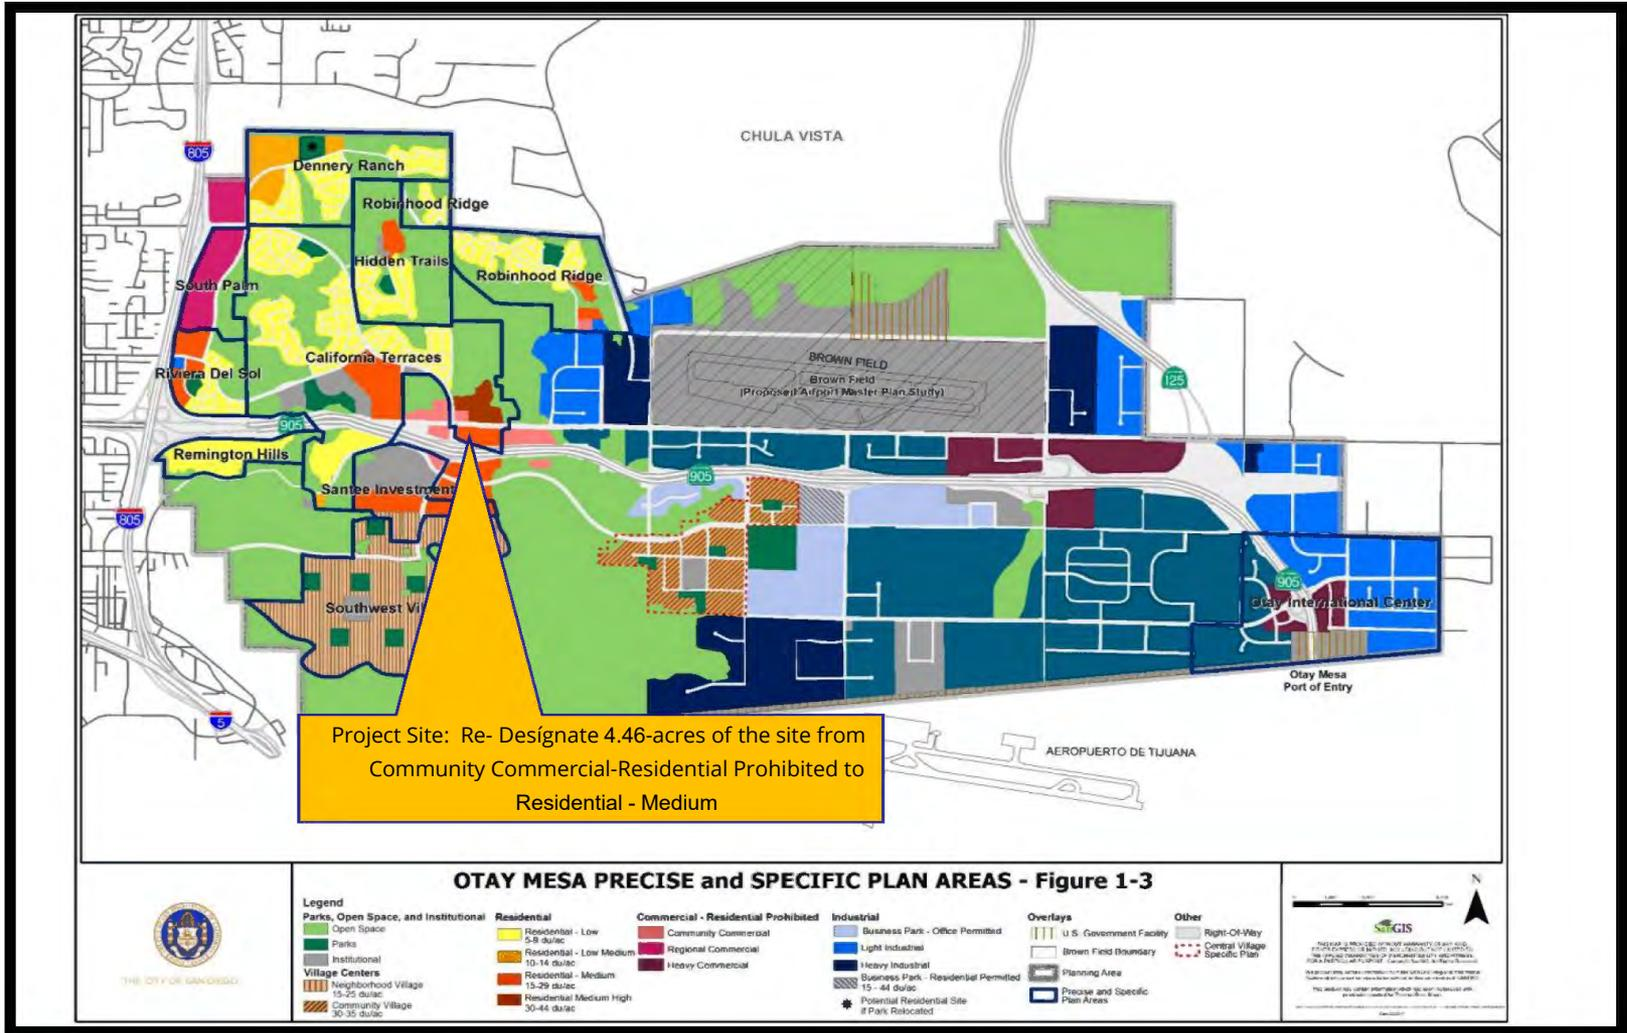 CHULA VISTA
805
Dennery Ranch
Robinhood Ridge
Hidden Trails
Robinhood Ridge
South Palm
California Terraces
Riviera Del Sol
BROWN FIELD
Brown Field
(Proposed Airport Master Plan Study)
125
905
Remington Hills
905
Santee Investment
805
905
Otay International Center
Southwest Vil
Otay Mesa
Port of Entry
5
Project Site: Re- Desígnate 4.46-acres of the site from
Community Commercial-Residential Prohibited to
Residential - Medium
AEROPUERTO DE TIJUANA
OTAY MESA PRECISE and SPECIFIC PLAN AREAS - Figure 1-3
THE CITY OF SAN DIEGO
Legend
Parks, Open Space, and Institutional
Open Space
Parks
Institutional
Village Centers
Neighborhood Village
15-25 du/ac
Community Village
30-35 du/ac
Residential
Residential - Low
5-9 du/ac
Residential - Low Medium
10-14 du/ac
Residential - Medium
15-29 du/ac
Residential Medium High
30-44 du/ac
Commercial - Residential Prohibited
Community Commercial
Regional Commercial
Heavy Commercial
Industrial
Business Park - Office Permitted
Light Industrial
Heavy Industrial
Business Park - Residential Permitted
15 - 44 du/ac
Potential Residential Site
if Park Relocated
Overlays
U.S. Government Facility
Brown Field Boundary
Planning Area
Precise and Specific
Plan Areas
Other
Right-Of-Way
Central Village
Specific Plan
N
SanGIS